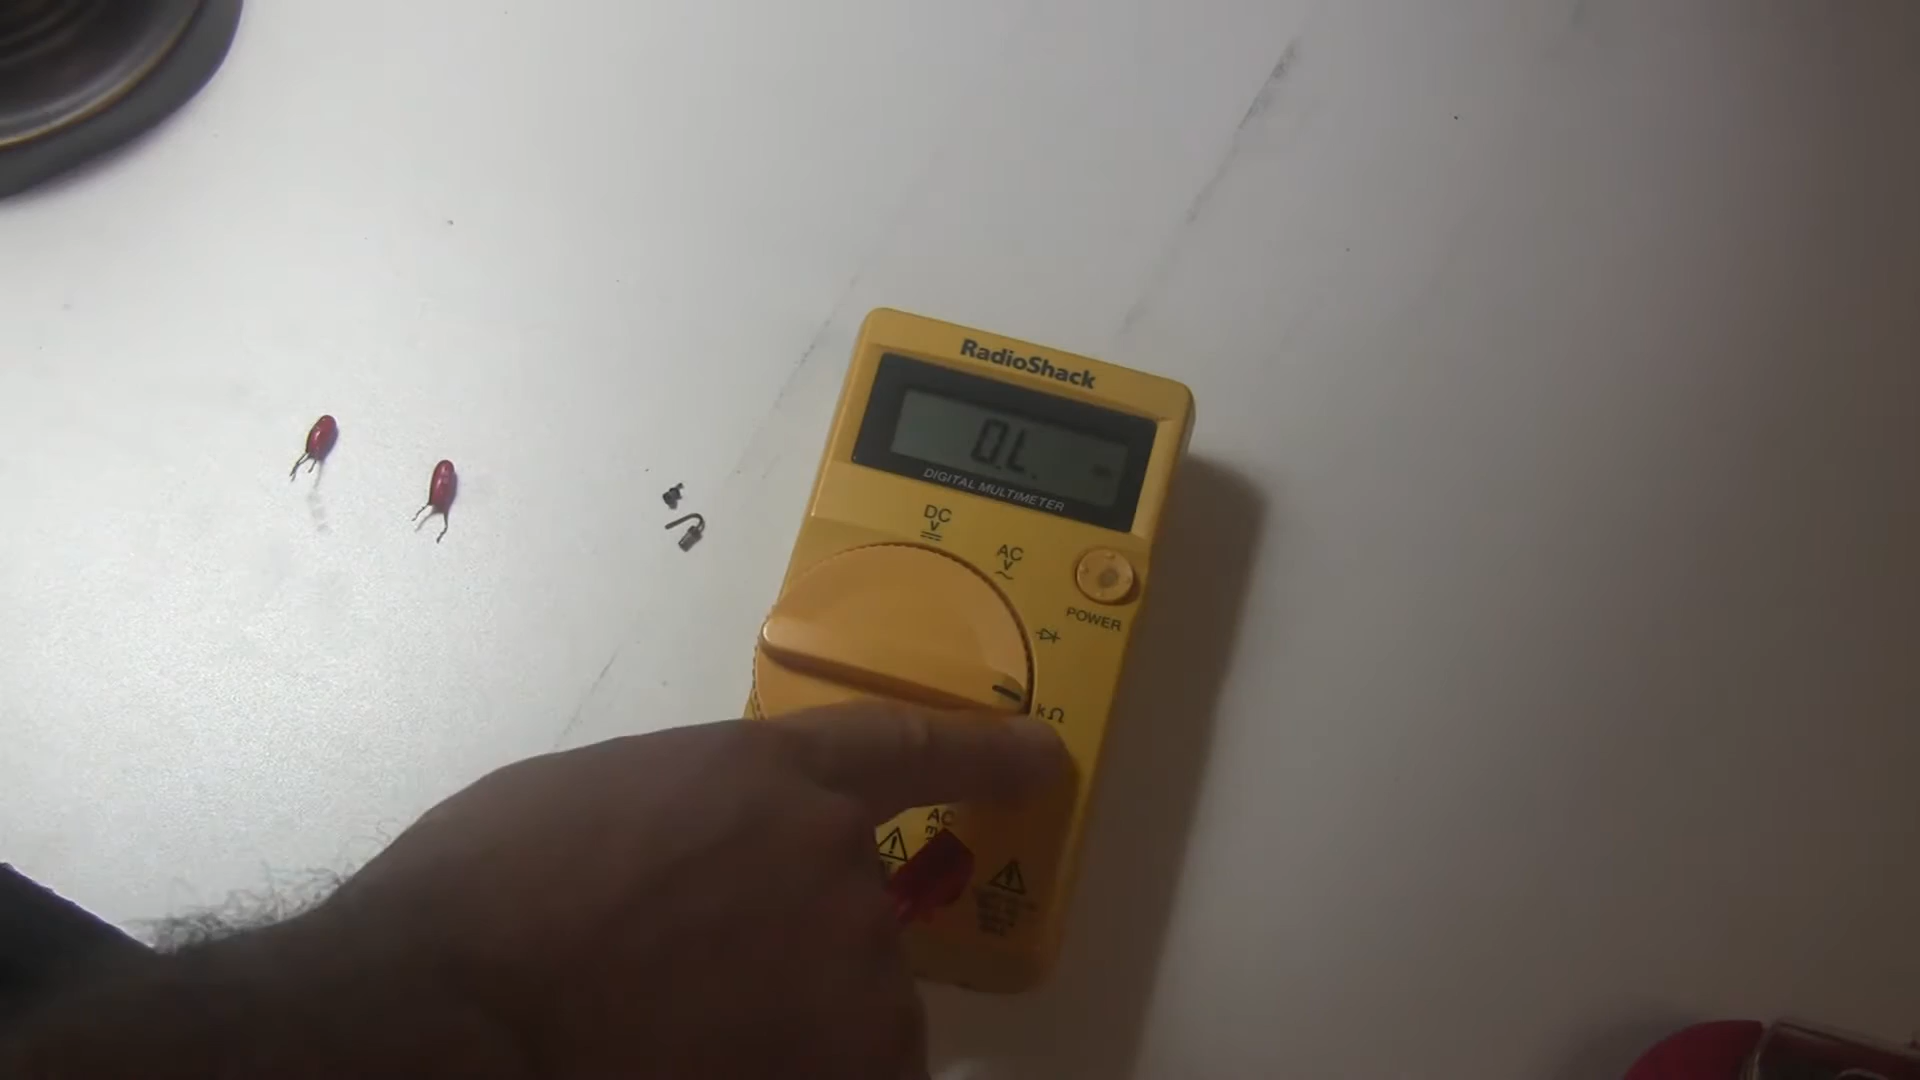 RadioShack
0.L
DIGITAL MULTIMETER
DC
V
AC
V
POWER
kΩ
AC